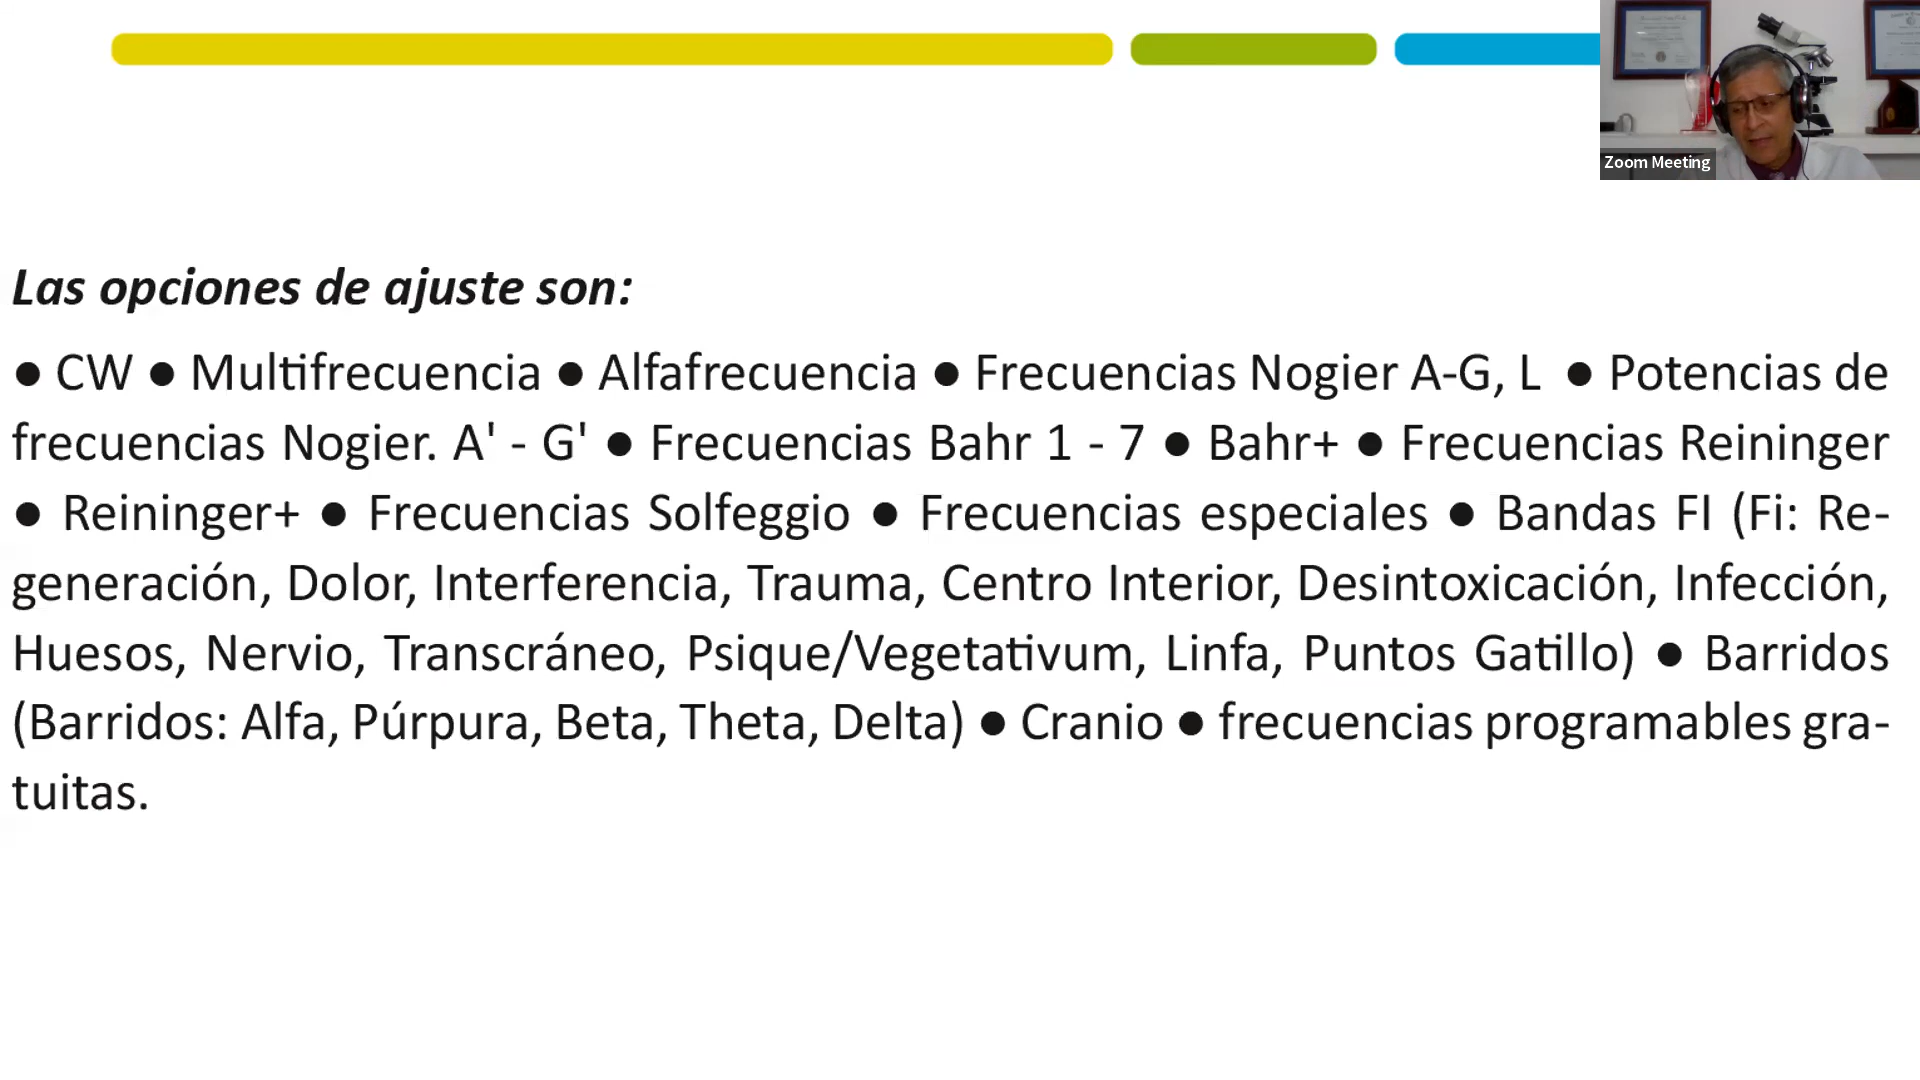 Zoom Meeting
Las opciones de ajuste son:
● CW ● Multifrecuencia ● Alfafrecuencia ● Frecuencias Nogier A-G, L ● Potencias de
frecuencias Nogier. A' - G' ● Frecuencias Bahr 1 - 7 ● Bahr+ ● Frecuencias Reininger
● Reininger+ ● Frecuencias Solfeggio ● Frecuencias especiales ● Bandas FI (Fi: Re-
generación, Dolor, Interferencia, Trauma, Centro Interior, Desintoxicación, Infección,
Huesos, Nervio, Transcráneo, Psique/Vegetativum, Linfa, Puntos Gatillo) ● Barridos
(Barridos: Alfa, Púrpura, Beta, Theta, Delta) ● Cranio ● frecuencias programables gra-
tuitas.